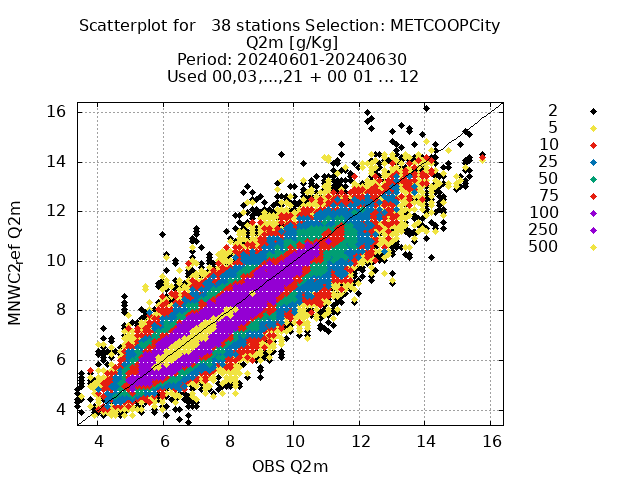 Scatterplot for 38 stations Selection: METCOOPCity
Q2m [g/Kg]
Period: 20240601-20240630
Used 00,03,...,21 + 00 01 ... 12
16
14
12
10
8
6
4
MNWC2,ef Q2m
4 6 8 10 12 14 16
OBS Q2m
2
5
10
25
50
75
100
250
500